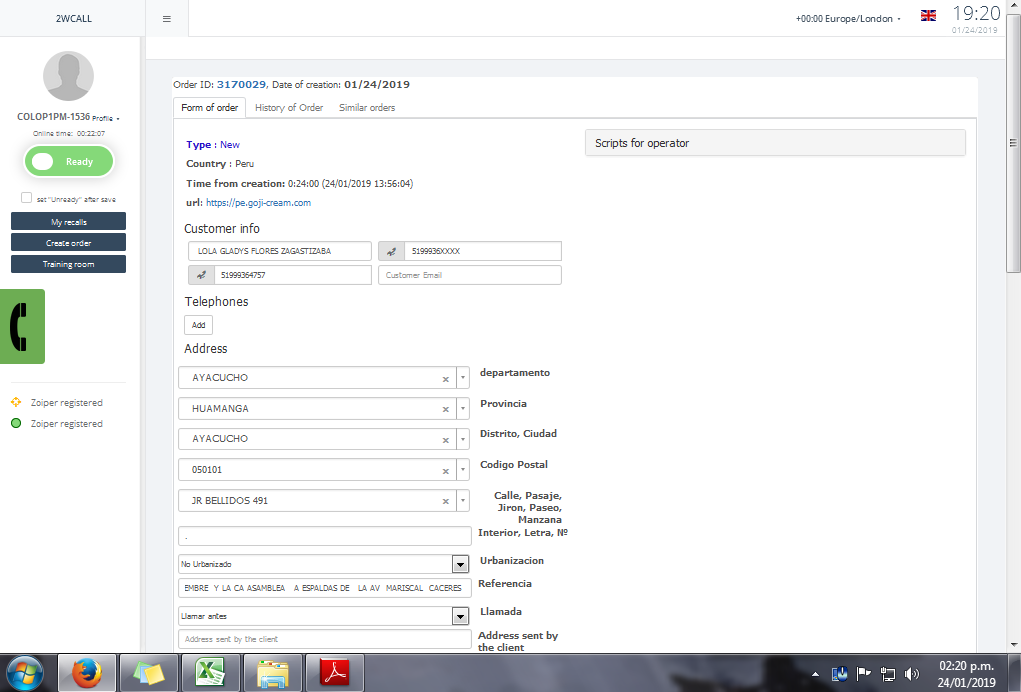 2WCALL
+00:00 Europe/London
19:20
01/24/2019
COLOP1PM-1536 Profile
Online time: 00:22:07
Ready
set "Unready" after save
My recalls
Create order
Training room
Zoiper registered
Zoiper registered
Order ID: 3170029, Date of creation: 01/24/2019
Form of order
History of Order
Similar orders
Type : New
Country : Peru
Time from creation: 0:24:00 (24/01/2019 13:56:04)
url: https://pe.goji-cream.com
Scripts for operator
Customer info
LOLA GLADYS FLORES ZAGASTIZABA
5199936XXXX
51999364757
Customer Email
Telephones
Add
Address
AYACUCHO
departamento
HUAMANGA
Provincia
AYACUCHO
Distrito, Ciudad
050101
Codigo Postal
JR BELLIDOS 491
Calle, Pasaje,
Jiron, Paseo,
Manzana
.
Interior, Letra, Nº
No Urbanizado
Urbanizacion
EMBRE Y LA CA ASAMBLEA A ESPALDAS DE LA AV MARISCAL CACERES
Referencia
Llamar antes
Llamada
Address sent by the client
Address sent by
the client
02:20 p.m.
24/01/2019